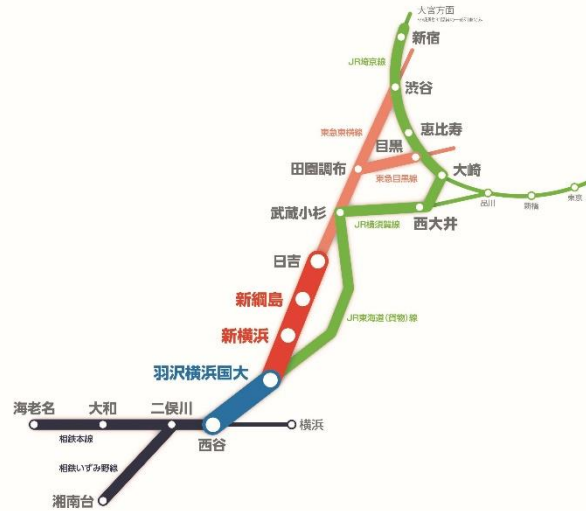 大宮方面
新宿
JR埼京線
渋谷
恵比寿
東急東横線
目黒
田園調布
大崎
東急目黒線
武蔵小杉
西大井
品川
新橋
東京
JR横須賀線
日吉
新綱島
JR東海道(貨物)線
新横浜
羽沢横浜国大
海老名
大和
二俣川
横浜
西谷
相鉄本線
相鉄いずみ野線
湘南台